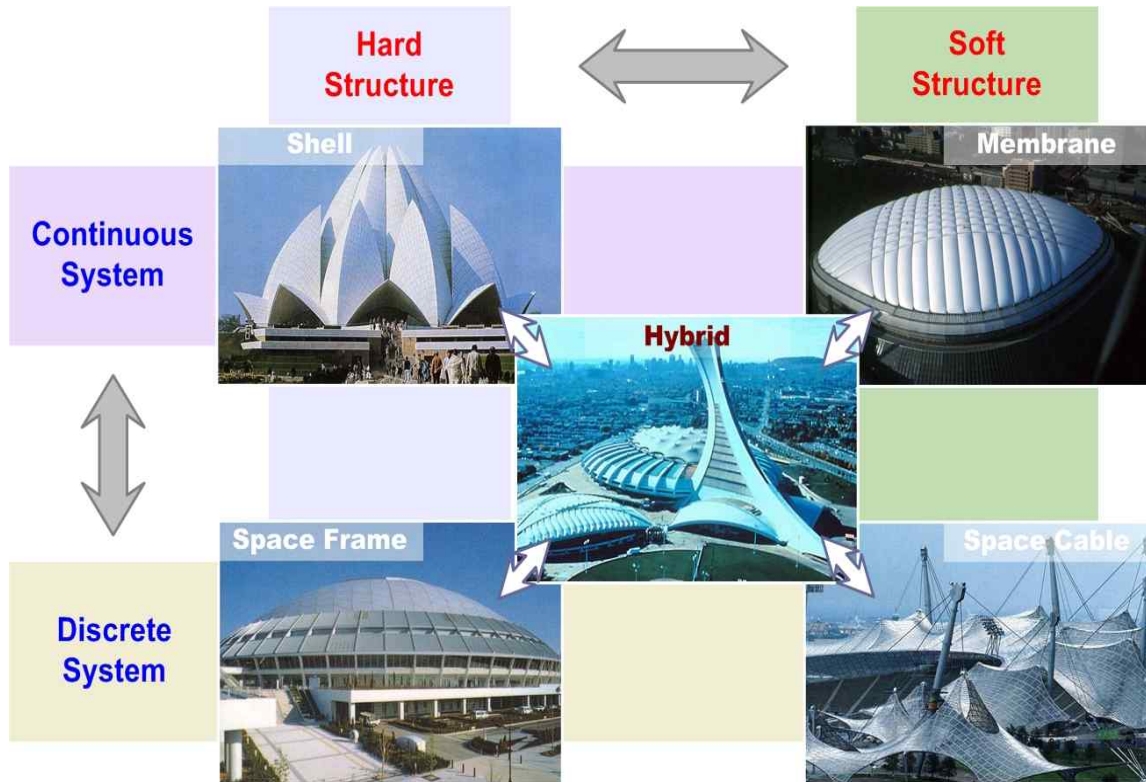 Hard
Structure
Soft
Structure
Shell
Membrane
Continuous
System
Hybrid
Space Frame
Space Cable
Discrete
System